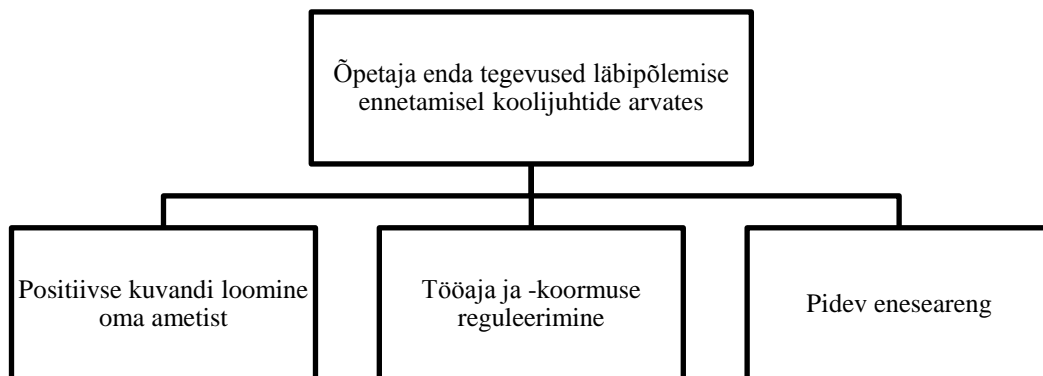 Õpetaja enda tegevused läbipõlemise
ennetamisel koolijuhtide arvates
Positiivse kuvandi loomine
oma ametist
Tööaja ja -koormuse
reguleerimine
Pidev eneseareng